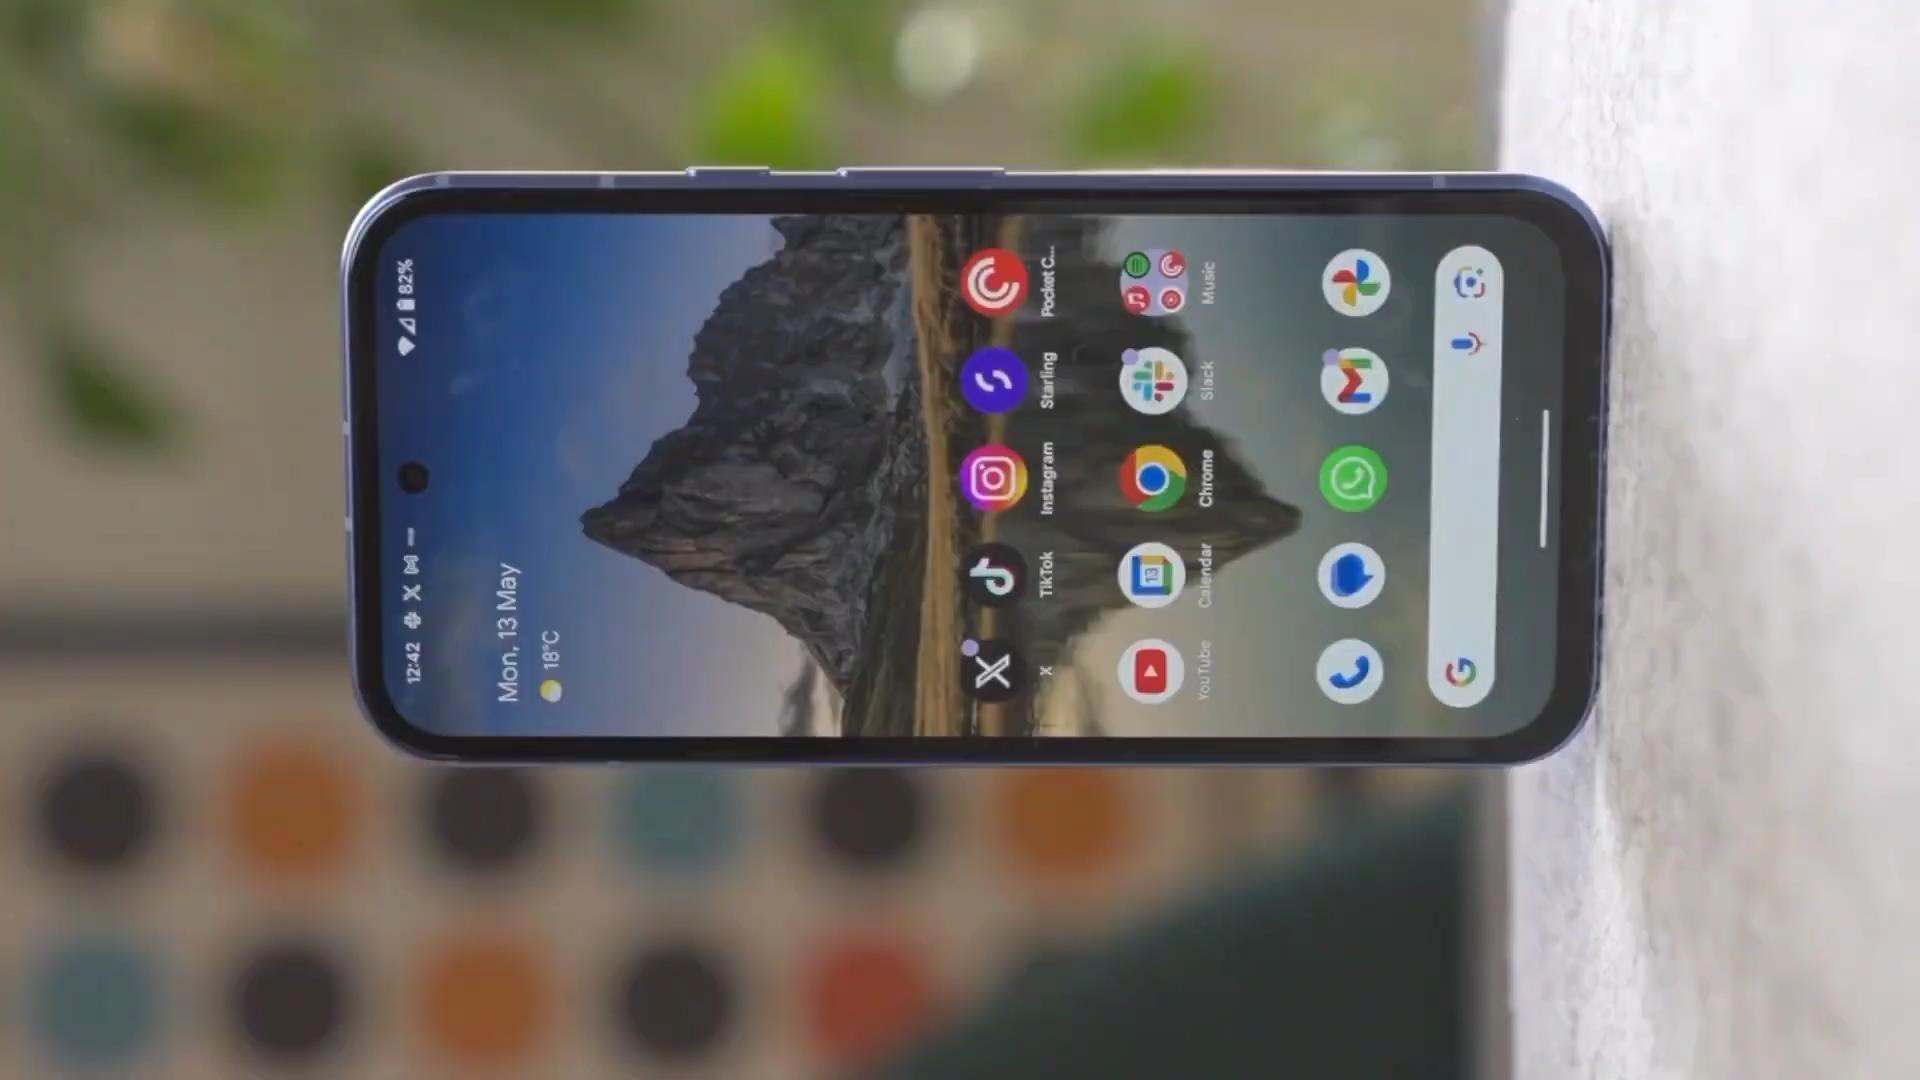 12:42 82%
Mon, 13 May
18°C
X TikTok Instagram Starling Pocket C...
YouTube Calendar Chrome Slack Music